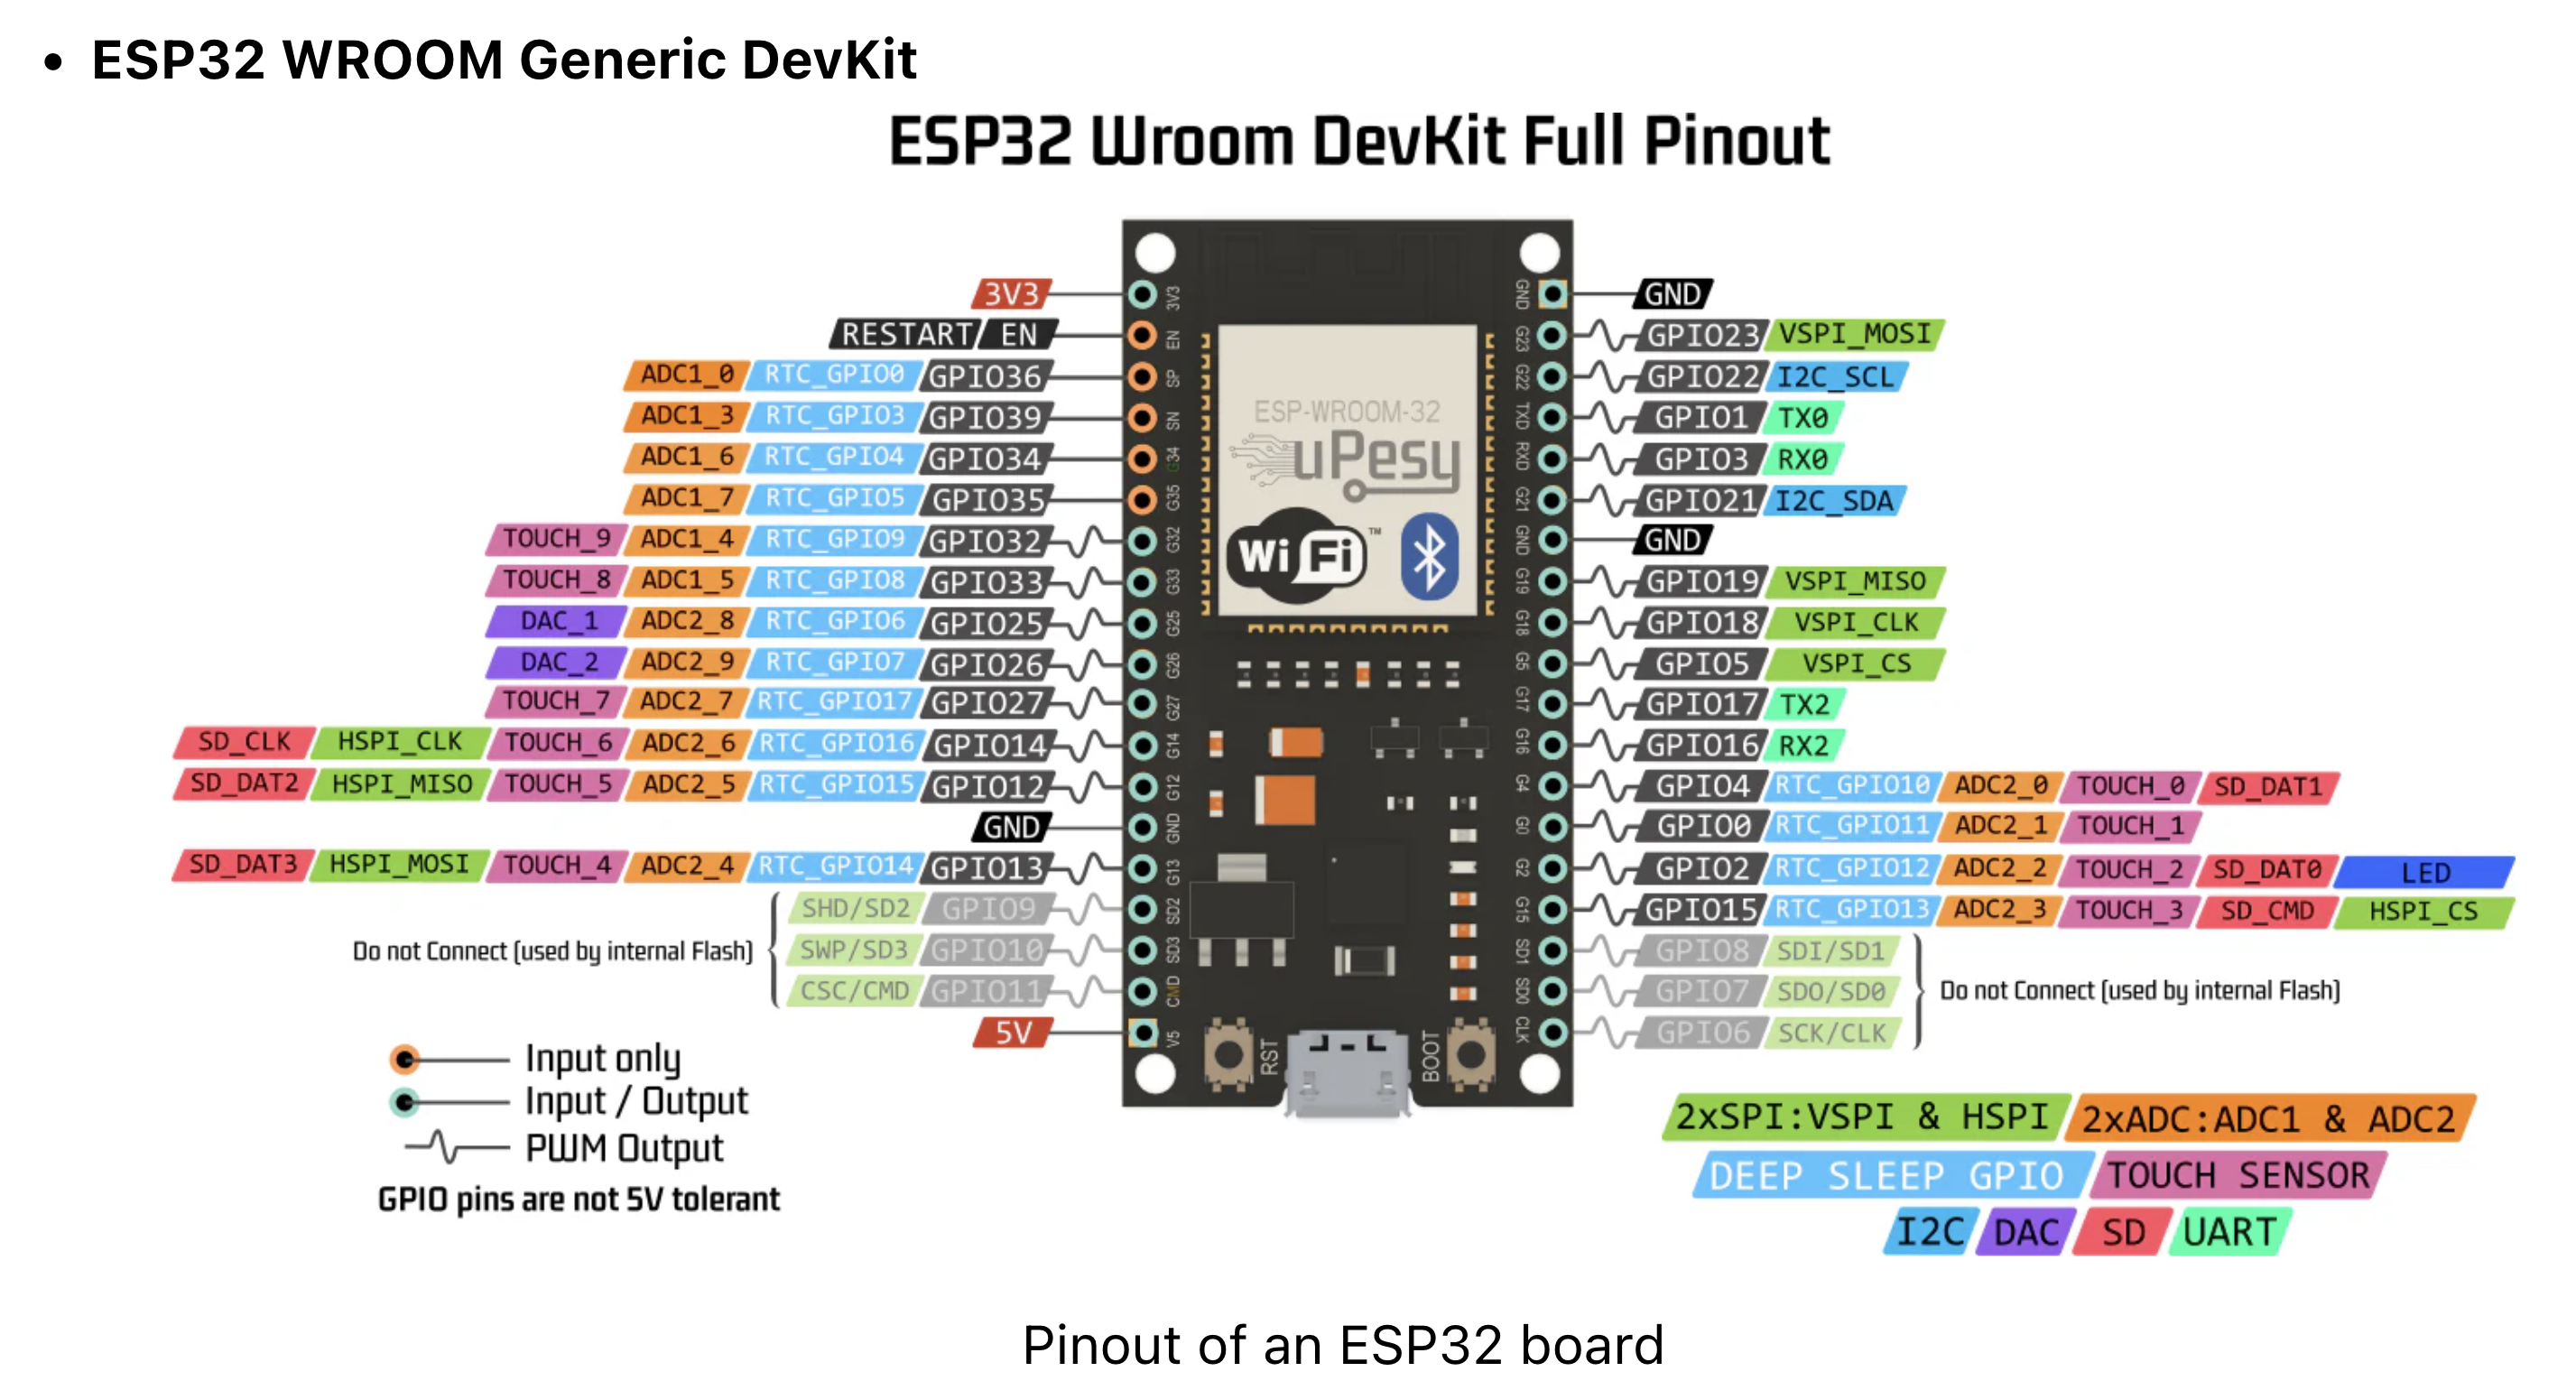 • ESP32 WROOM Generic DevKit
ESP32 Wroom DevKit Full Pinout
3V3 3V3 GND GND
RESTART EN EN G23 GPIO23 VSPI_MOSI
ADC1_0 RTC_GPIO0 GPIO36 SP G22 GPIO22 I2C_SCL
ADC1_3 RTC_GPIO3 GPIO39 SN ESP-WROOM-32 TXD GPIO1 TX0
ADC1_6 RTC_GPIO4 GPIO34 G34 uPesy RXD GPIO3 RX0
ADC1_7 RTC_GPIO5 GPIO35 G35 G21 GPIO21 I2C_SDA
TOUCH_9 ADC1_4 RTC_GPIO9 GPIO32 G32 Wi Fi ™ GND GND
TOUCH_8 ADC1_5 RTC_GPIO8 GPIO33 G33 G19 GPIO19 VSPI_MISO
DAC_1 ADC2_8 RTC_GPIO6 GPIO25 G25 G18 GPIO18 VSPI_CLK
DAC_2 ADC2_9 RTC_GPIO7 GPIO26 G26 G5 GPIO5 VSPI_CS
TOUCH_7 ADC2_7 RTC_GPIO17 GPIO27 G27 G17 GPIO17 TX2
SD_CLK HSPI_CLK TOUCH_6 ADC2_6 RTC_GPIO16 GPIO14 G14 G16 GPIO16 RX2
SD_DAT2 HSPI_MISO TOUCH_5 ADC2_5 RTC_GPIO15 GPIO12 G12 G4 GPIO4 RTC_GPIO10 ADC2_0 TOUCH_0 SD_DAT1
GND GND G0 GPIO0 RTC_GPIO11 ADC2_1 TOUCH_1
SD_DAT3 HSPI_MOSI TOUCH_4 ADC2_4 RTC_GPIO14 GPIO13 G13 G2 GPIO2 RTC_GPIO12 ADC2_2 TOUCH_2 SD_DAT0 LED
SHD/SD2 GPIO9 SD2 G15 GPIO15 RTC_GPIO13 ADC2_3 TOUCH_3 SD_CMD HSPI_CS
Do not Connect (used by internal Flash) SWP/SD3 GPIO10 SD3 SD1 GPIO8 SDI/SD1
CSC/CMD GPIO11 CMD SD0 GPIO7 SDO/SD0 Do not Connect (used by internal Flash)
5V V5 RST BOOT CLK GPIO6 SCK/CLK
Input only
Input / Output
PWM Output
GPIO pins are not 5V tolerant
2xSPI:VSPI & HSPI 2xADC:ADC1 & ADC2
DEEP SLEEP GPIO TOUCH SENSOR
I2C DAC SD UART
Pinout of an ESP32 board